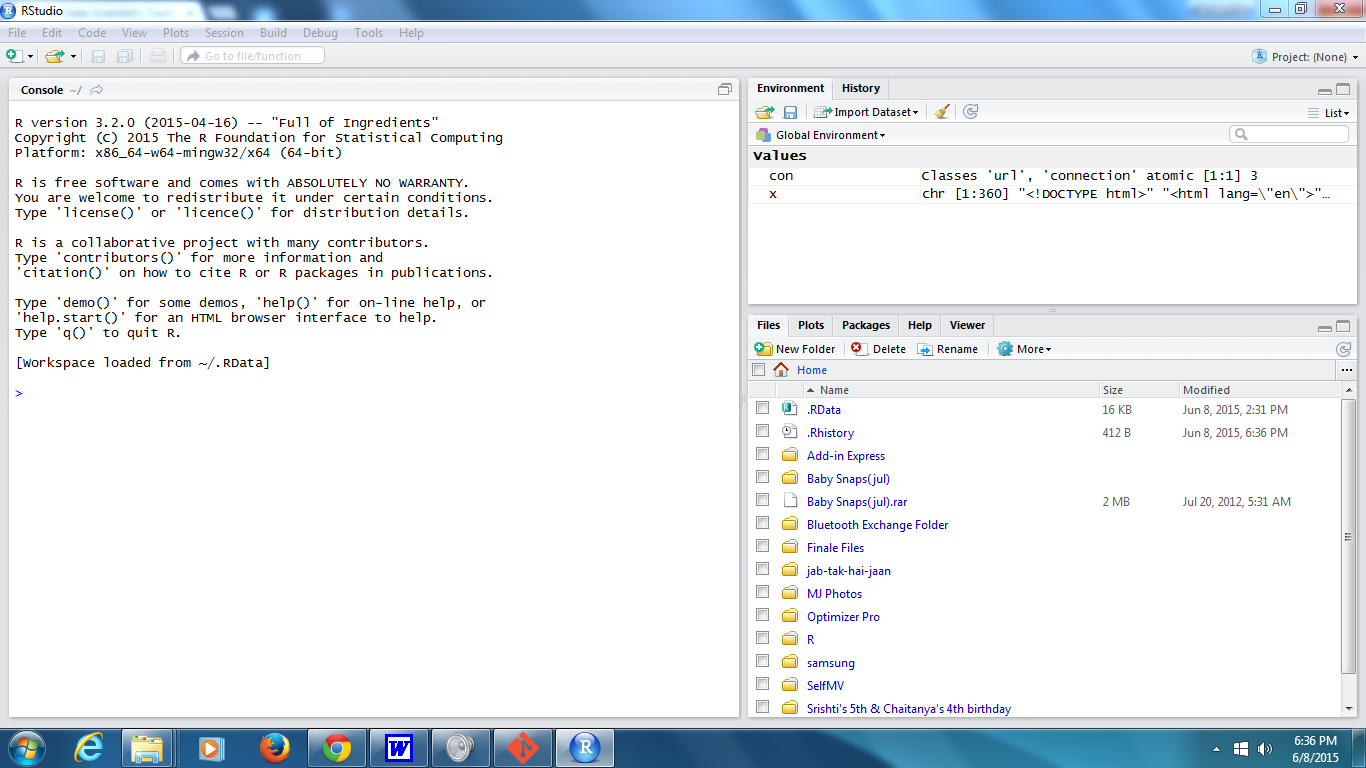 RStudio
File Edit Code View Plots Session Build Debug Tools Help
Go to file/function
Project: (None)
Console ~/
R version 3.2.0 (2015-04-16) -- "Full of Ingredients"
Copyright (C) 2015 The R Foundation for Statistical Computing
Platform: x86_64-w64-mingw32/x64 (64-bit)
R is free software and comes with ABSOLUTELY NO WARRANTY.
You are welcome to redistribute it under certain conditions.
Type 'license()' or 'licence()' for distribution details.
R is a collaborative project with many contributors.
Type 'contributors()' for more information and
'citation()' on how to cite R or R packages in publications.
Type 'demo()' for some demos, 'help()' for on-line help, or
'help.start()' for an HTML browser interface to help.
Type 'q()' to quit R.
[Workspace loaded from ~/.RData]
>
Environment History
Import Dataset List
Global Environment
Values
con Classes 'url', 'connection' atomic [1:1] 3
x chr [1:360] "<!DOCTYPE html>" "<html lang=\"en\">"…
Files Plots Packages Help Viewer
New Folder Delete Rename More
Home ...
Name Size Modified
.RData 16 KB Jun 8, 2015, 2:31 PM
.Rhistory 412 B Jun 8, 2015, 6:36 PM
Add-in Express
Baby Snaps(jul)
Baby Snaps(jul).rar 2 MB Jul 20, 2012, 5:31 AM
Bluetooth Exchange Folder
Finale Files
jab-tak-hai-jaan
MJ Photos
Optimizer Pro
R
samsung
SelfMV
Srishti's 5th & Chaitanya's 4th birthday
6:36 PM
6/8/2015